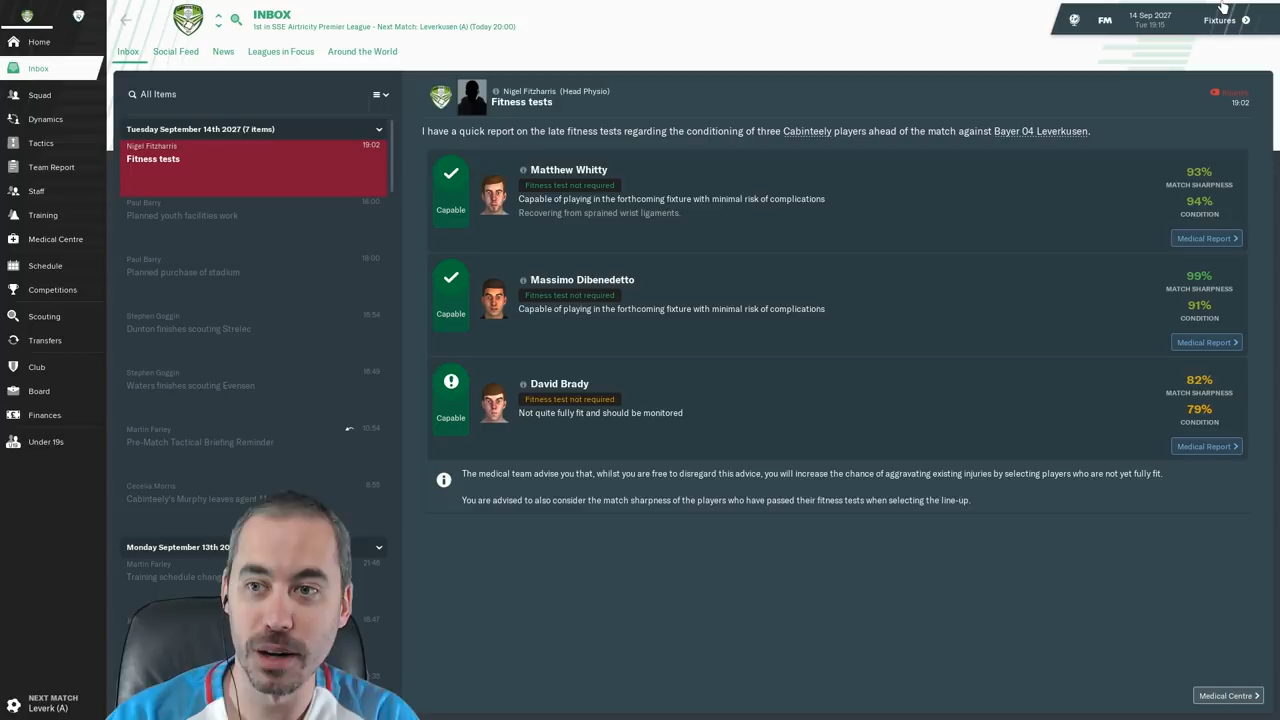 INBOX
1st in SSE Airtricity Premier League - Next Match: Leverkusen (A) (Today 20:00)
FM
14 Sep 2027
Tue 19:15
Fixtures
Inbox
Social Feed
News
Leagues in Focus
Around the World
Home
Inbox
Squad
Dynamics
Tactics
Team Report
Staff
Training
Medical Centre
Schedule
Competitions
Scouting
Transfers
Club
Board
Finances
Under 19s
NEXT MATCH
Leverk (A)
All Items
Tuesday September 14th 2027 (7 items)
Nigel Fitzharris 19:02
Fitness tests
Paul Barry 18:00
Planned youth facilities work
Paul Barry 18:00
Planned purchase of stadium
Stephen Goggin 16:54
Dunton finishes scouting Strelec
Stephen Goggin 16:49
Waters finishes scouting Evensen
Martin Farley 10:54
Pre-Match Tactical Briefing Reminder
Cecelia Morris 8:55
Cabinteely's Murphy leaves agent
Monday September 13th 20
Martin Farley 21:46
Training schedule chang
18:47
Nigel Fitzharris (Head Physio)
Fitness tests
Injuries
19:02
I have a quick report on the late fitness tests regarding the conditioning of three Cabinteely players ahead of the match against Bayer 04 Leverkusen.
Capable
Matthew Whitty
Fitness test not required
Capable of playing in the forthcoming fixture with minimal risk of complications
Recovering from sprained wrist ligaments.
93%
MATCH SHARPNESS
94%
CONDITION
Medical Report
Capable
Massimo Dibenedetto
Fitness test not required
Capable of playing in the forthcoming fixture with minimal risk of complications
99%
MATCH SHARPNESS
91%
CONDITION
Medical Report
Capable
David Brady
Fitness test not required
Not quite fully fit and should be monitored
82%
MATCH SHARPNESS
79%
CONDITION
Medical Report
The medical team advise you that, whilst you are free to disregard this advice, you will increase the chance of aggravating existing injuries by selecting players who are not yet fully fit.
You are advised to also consider the match sharpness of the players who have passed their fitness tests when selecting the line-up.
Medical Centre